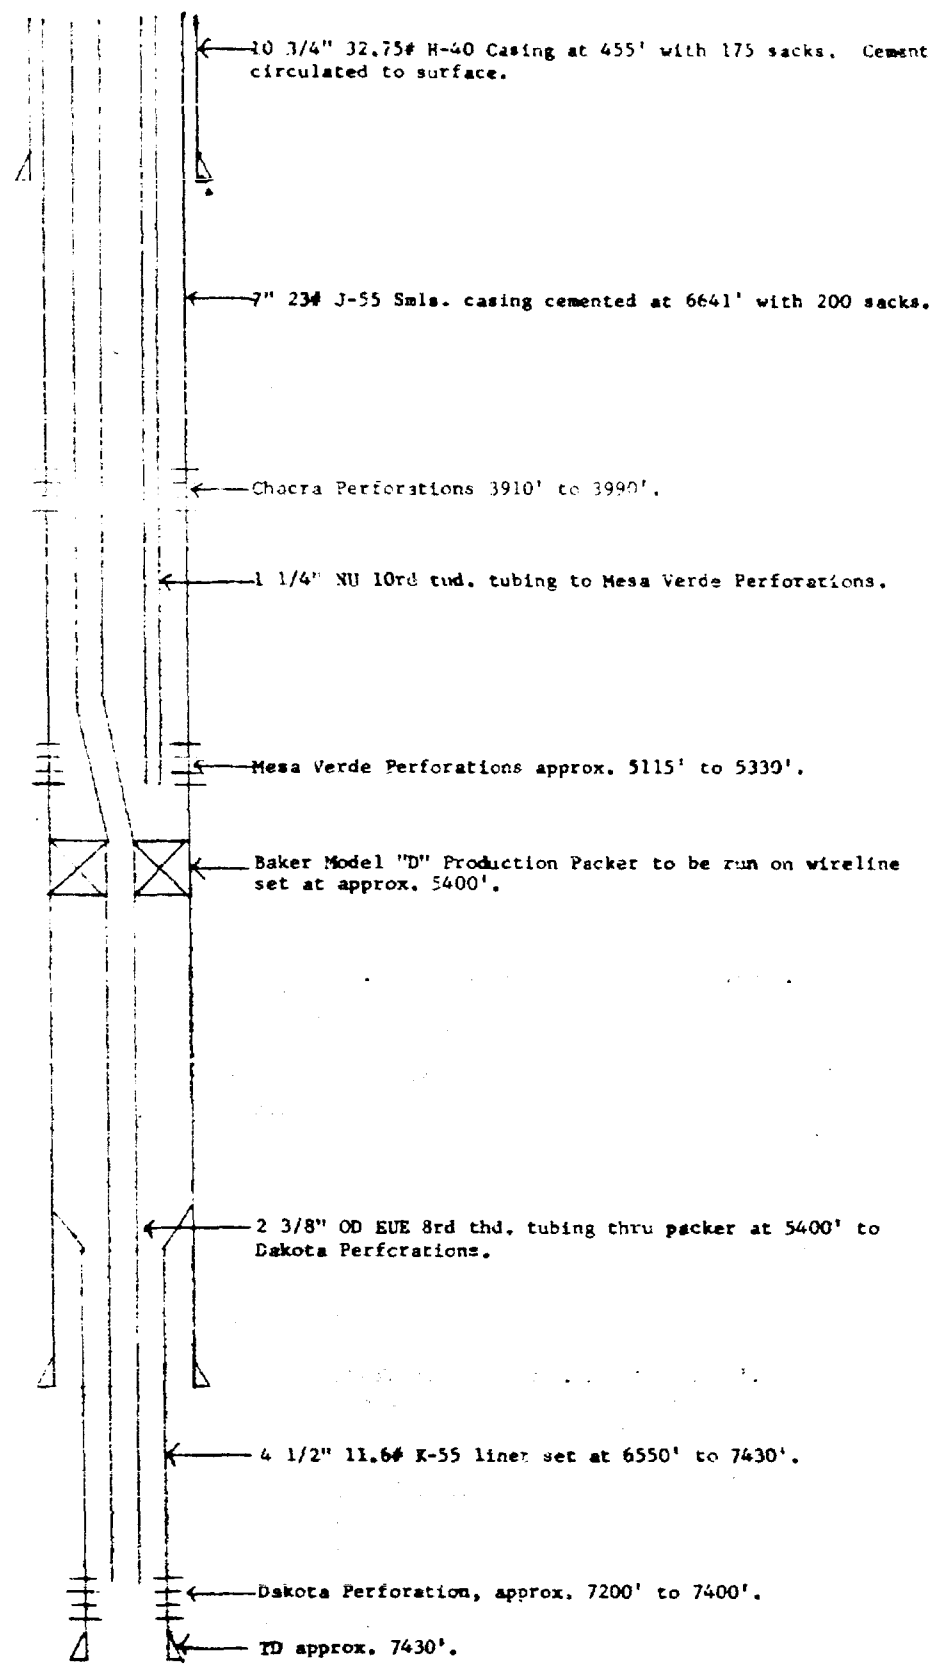 10 3/4" 32.75# H-40 Casing at 455' with 175 sacks. Cement
circulated to surface.
7" 23# J-55 Smls. casing cemented at 6641' with 200 sacks.
Chacra Perforations 3910' to 3990'.
1 1/4" NU 10rd tud. tubing to Mesa Verde Perforations.
Mesa Verde Perforations approx. 5115' to 5330'.
Baker Model "D" Production Packer to be run on wireline
set at approx. 5400'.
2 3/8" OD EUE 8rd thd. tubing thru packer at 5400' to
Dakota Perforations.
4 1/2" 11.6# K-55 liner set at 6550' to 7430'.
Dakota Perforation, approx. 7200' to 7400'.
TD approx. 7430'.